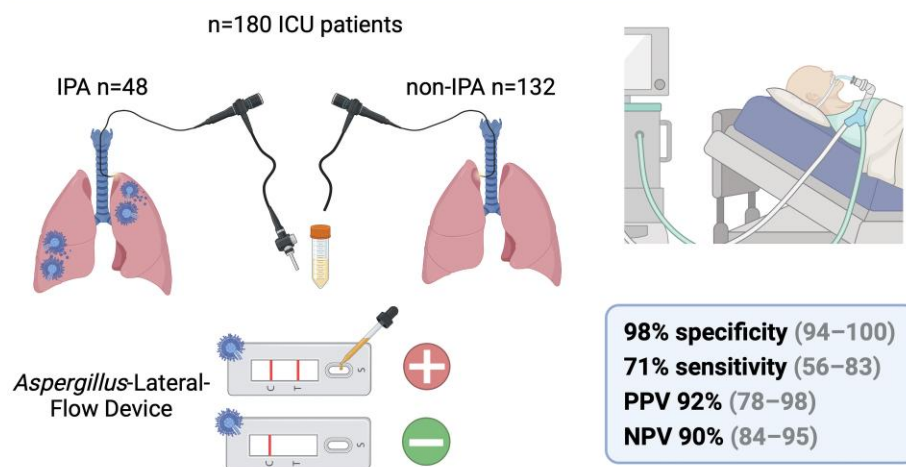 n=180 ICU patients
IPA n=48
non-IPA n=132
Aspergillus-Lateral-
Flow Device
C T S
C T S
98% specificity (94–100)
71% sensitivity (56–83)
PPV 92% (78–98)
NPV 90% (84–95)